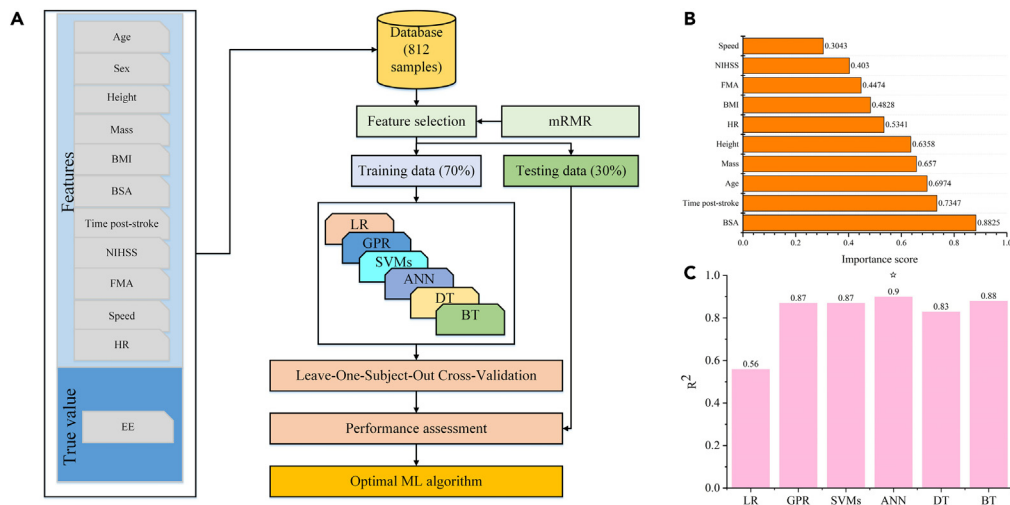 A
Features
Age
Sex
Height
Mass
BMI
BSA
Time post-stroke
NIHSS
FMA
Speed
HR
True value
EE
Database
(812
samples)
Feature selection
mRMR
Training data (70%)
Testing data (30%)
LR
GPR
SVMs
ANN
DT
BT
Leave-One-Subject-Out Cross-Validation
Performance assessment
Optimal ML algorithm
B
Speed 0.3043
NIHSS 0.403
FMA 0.4474
BMI 0.4828
HR 0.5341
Height 0.6358
Mass 0.657
Age 0.6974
Time post-stroke 0.7347
BSA 0.8825
0.0 0.2 0.4 0.6 0.8 1.0
Importance score
C
R²
1.0
0.8
0.6
0.4
0.2
0.0
0.56 0.87 0.87 0.9 0.83 0.88
LR GPR SVMs ANN DT BT